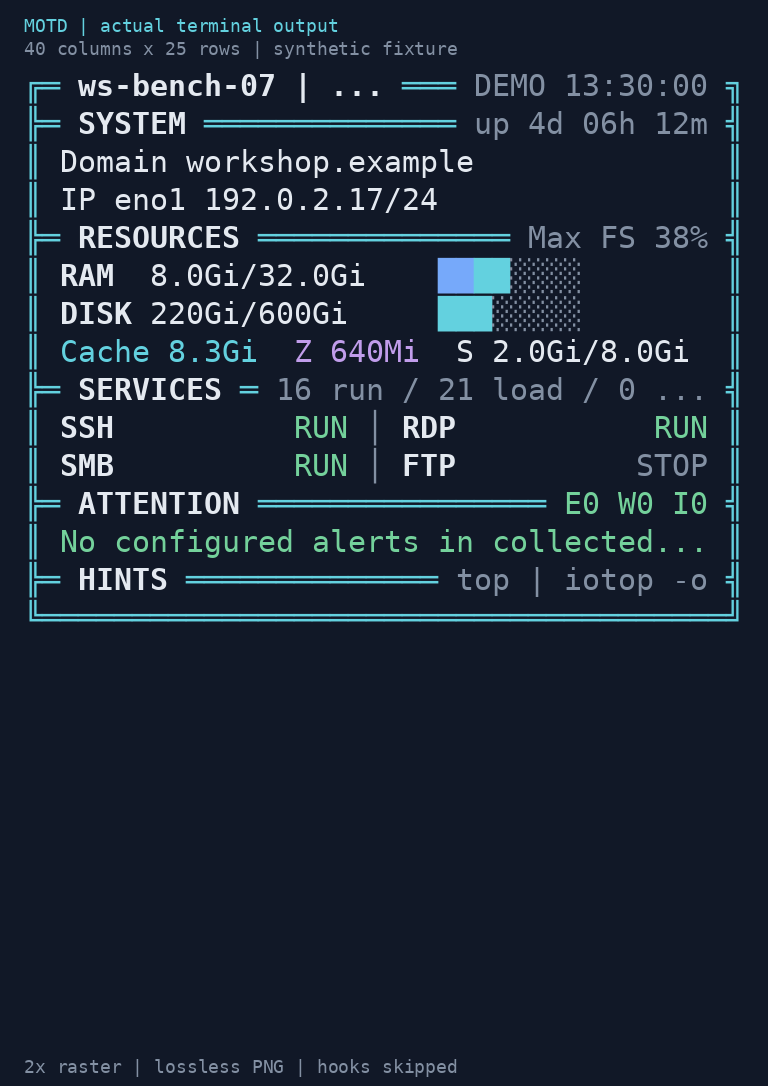 MOTD | actual terminal output
40 columns x 25 rows | synthetic fixture
ws-bench-07 | ... DEMO 13:30:00
SYSTEM up 4d 06h 12m
Domain workshop.example
IP eno1 192.0.2.17/24
RESOURCES Max FS 38%
RAM 8.0Gi/32.0Gi
DISK 220Gi/600Gi
Cache 8.3Gi Z 640Mi S 2.0Gi/8.0Gi
SERVICES 16 run / 21 load / 0 ...
SSH RUN │ RDP RUN
SMB RUN │ FTP STOP
ATTENTION E0 W0 I0
No configured alerts in collected...
HINTS top | iotop -o
2x raster | lossless PNG | hooks skipped